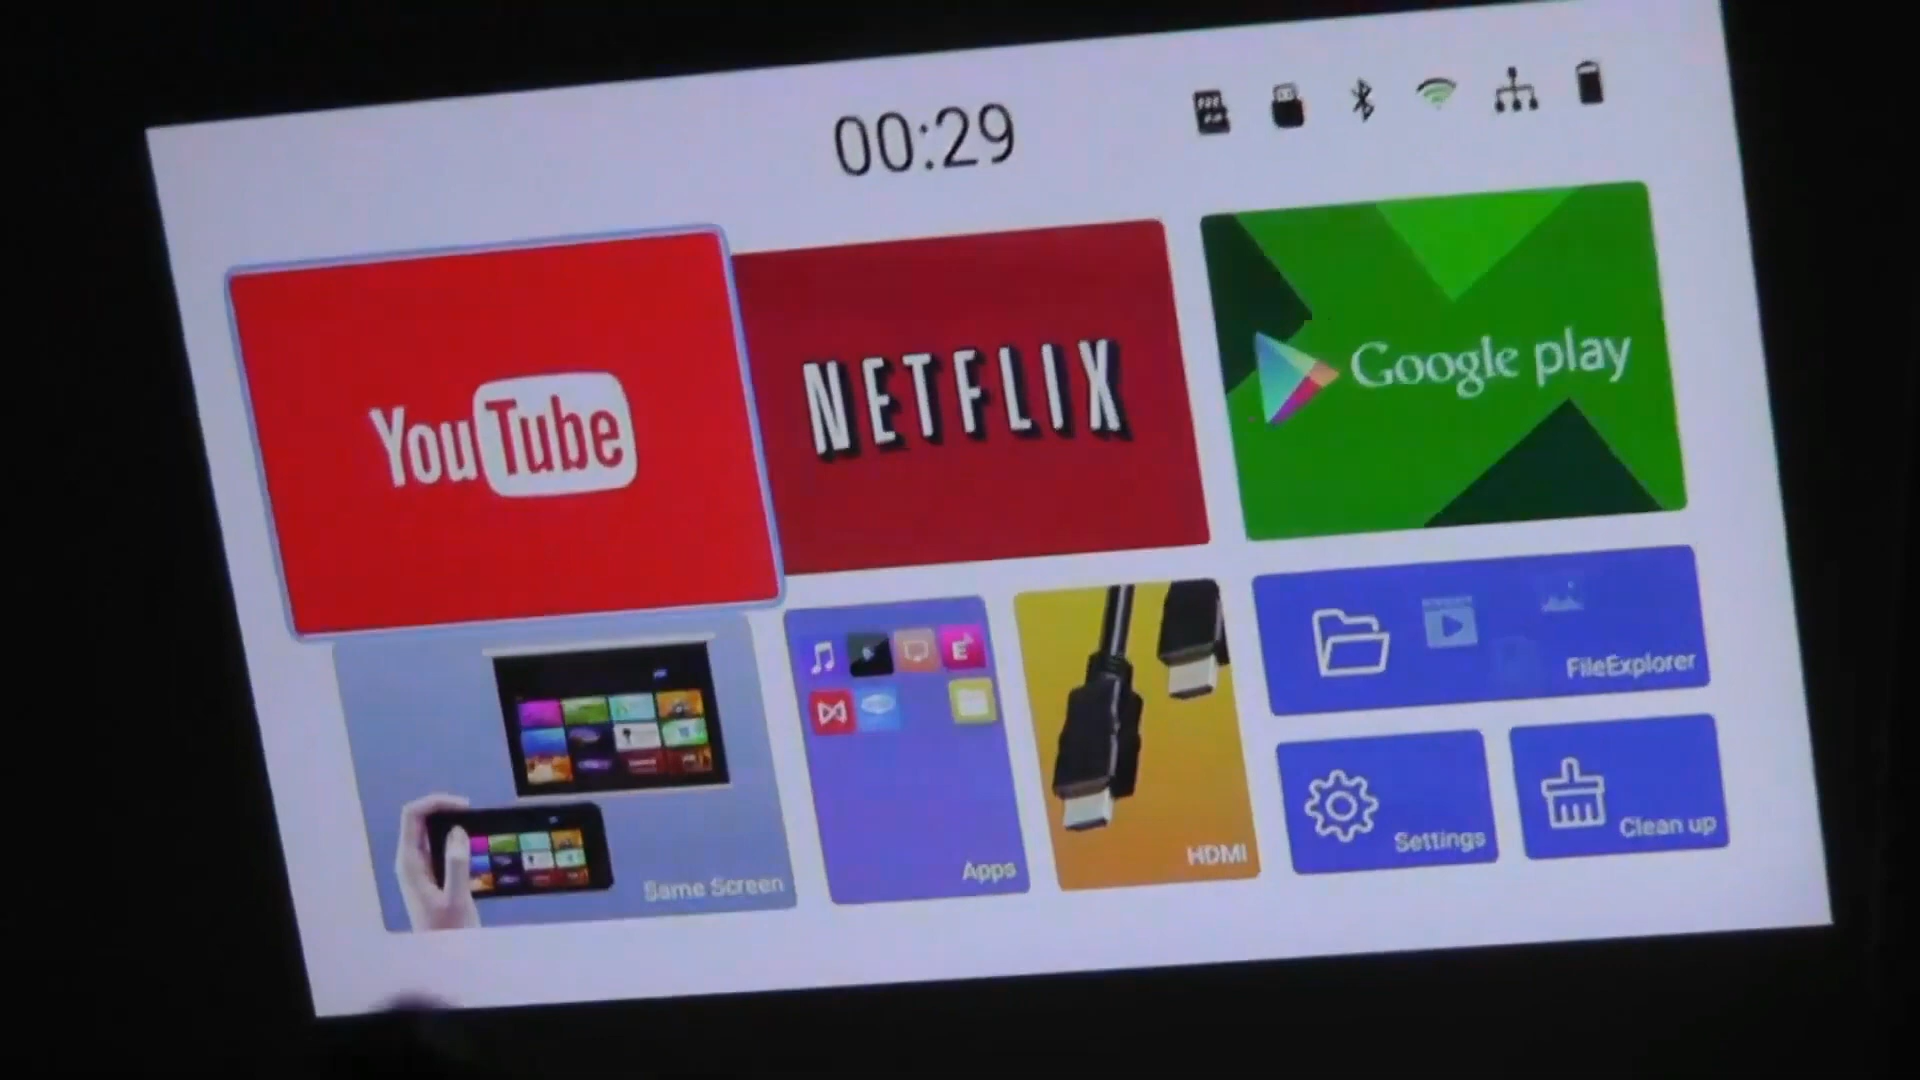 00:29
YouTube
NETFLIX
Google play
FileExplorer
Same Screen
Apps
HDMI
Settings
Clean up